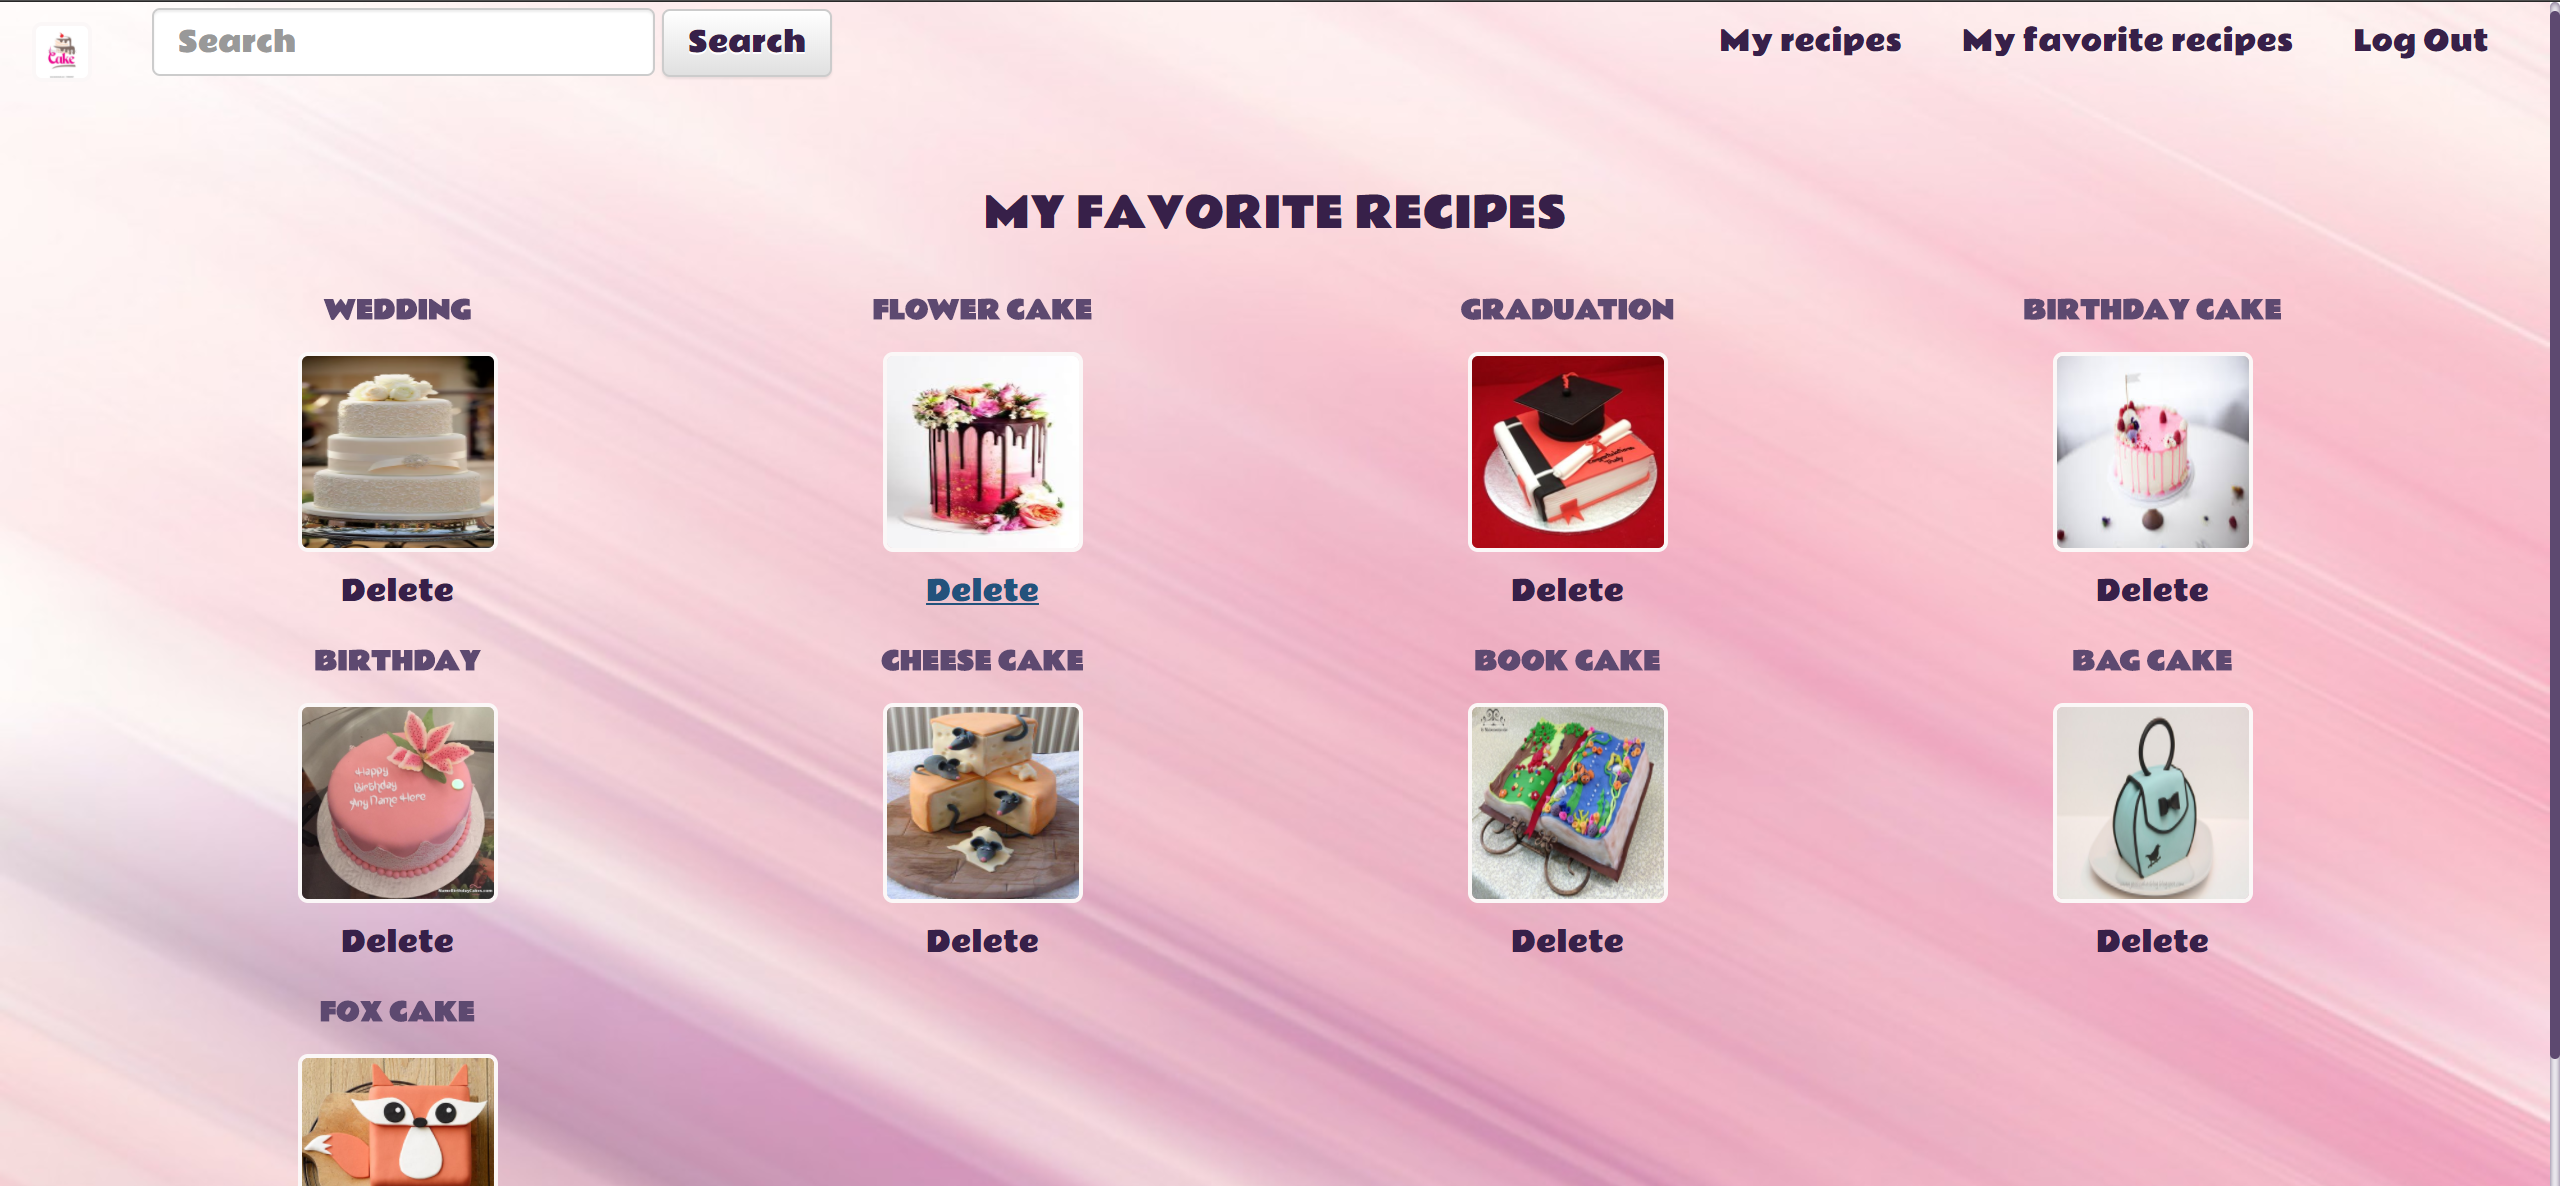 Cake
Search
Search
My recipes
My favorite recipes
Log Out
MY FAVORITE RECIPES
WEDDING
FLOWER CAKE
GRADUATION
BIRTHDAY CAKE
Delete
Delete
Delete
Delete
BIRTHDAY
CHEESE CAKE
BOOK CAKE
BAG CAKE
Happy
Birthday
Any Name Here
Delete
Delete
Delete
Delete
FOX CAKE